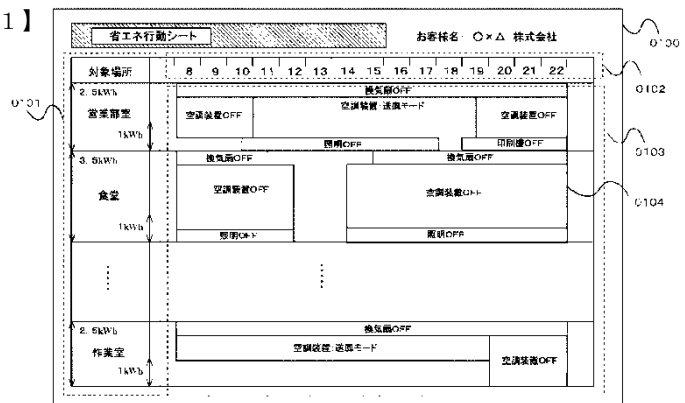 1】
省エネ行動シート
お客様名 ○×△ 株式会社
0100
対象場所
8 9 10 11 12 13 14 15 16 17 18 19 20 21 22
0102
0101
2.5kWh
営業部室
1kWh
換気扇OFF
空調装置OFF
空調装置:送風モード
空調装置OFF
照明OFF
印刷機OFF
0103
3.5kWh
食堂
1kWh
換気扇OFF
換気扇OFF
空調装置OFF
空調装置OFF
0104
照明OFF
照明OFF
2.5kWh
作業室
1kWh
換気扇OFF
空調装置:送風モード
空調装置OFF